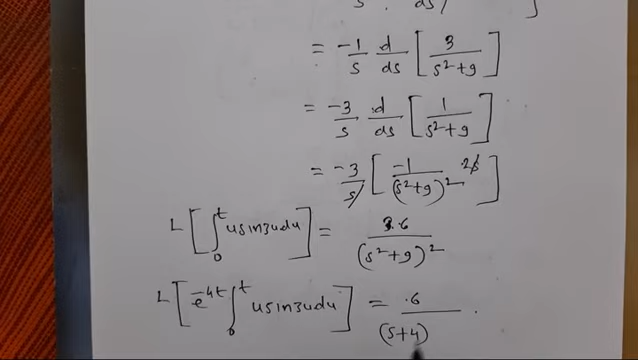 s ds ]
= -1/s d/ds [ 3/(s²+9) ]
= -3/s d/ds [ 1/(s²+9) ]
= -3/s [ -1/(s²+9)² · 2s ]
L [ ∫₀ᵗ u sin3u du ] = 6/(s²+9)²
L [ e^{-4t} ∫₀ᵗ u sin3u du ] = 6/(s+4)